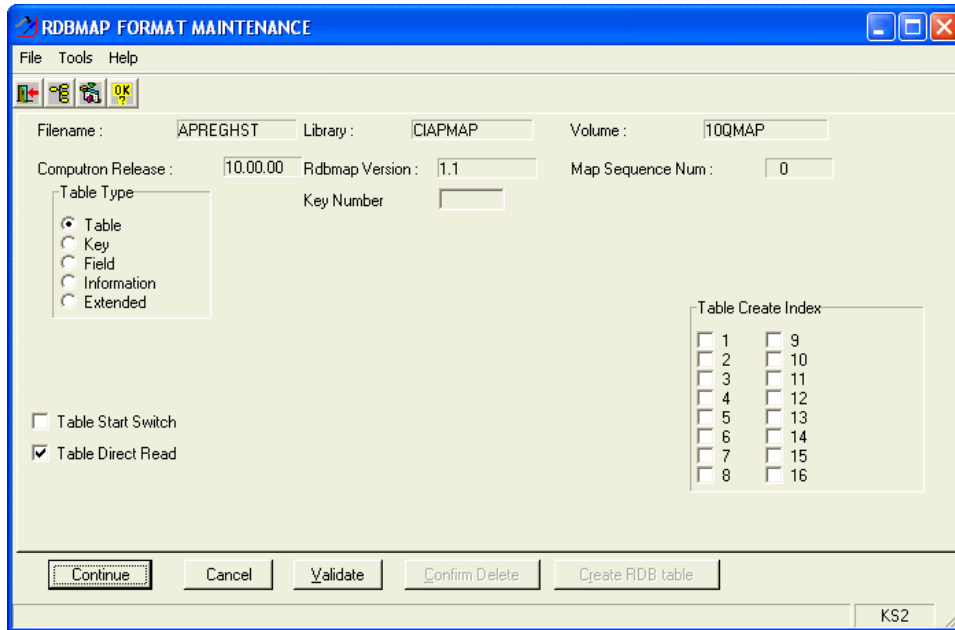 RDBMAP FORMAT MAINTENANCE
File Tools Help
OK ?
Filename : APREGHST Library : CIAPMAP Volume : 10QMAP
Computron Release : 10.00.00 Rdbmap Version : 1.1 Map Sequence Num : 0
Table Type Key Number
Table
Key
Field
Information
Extended
Table Create Index
1 9
2 10
3 11
4 12
5 13
6 14
7 15
8 16
Table Start Switch
Table Direct Read
Continue Cancel Validate Confirm Delete Create RDB table
KS2